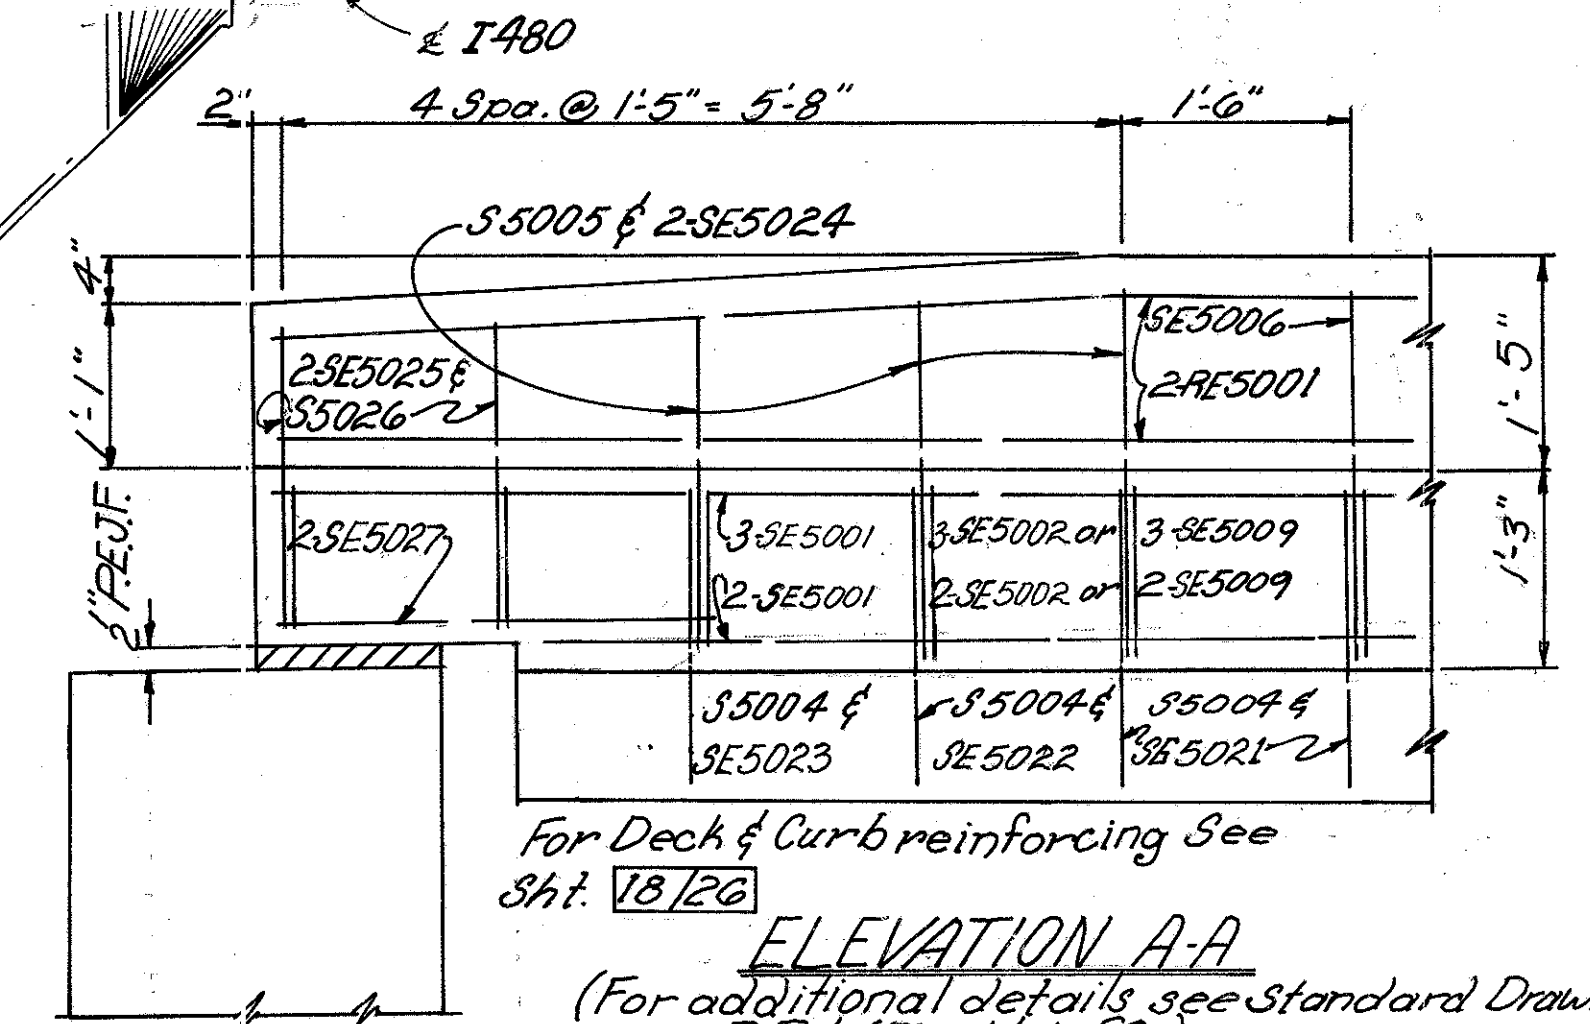 ℄ I-480
2" 4 Spa. @ 1'-5" = 5'-8" 1'-6"
S5005 & 2-SE5024
4"
1'-1"
2-SE5025 &
S5026
SE5006
2-RE5001
1'-5"
1'-3"
P.E.J.F.
2-SE5027
3-SE5001 3-SE5002 or 3-SE5009
2-SE5001 2-SE5002 or 2-SE5009
S5004 & S5004 & S5004 &
SE5023 SE5022 SE5021
For Deck & Curb reinforcing See
Sht. 18/26
ELEVATION A-A
(For additional details see Standard Draw